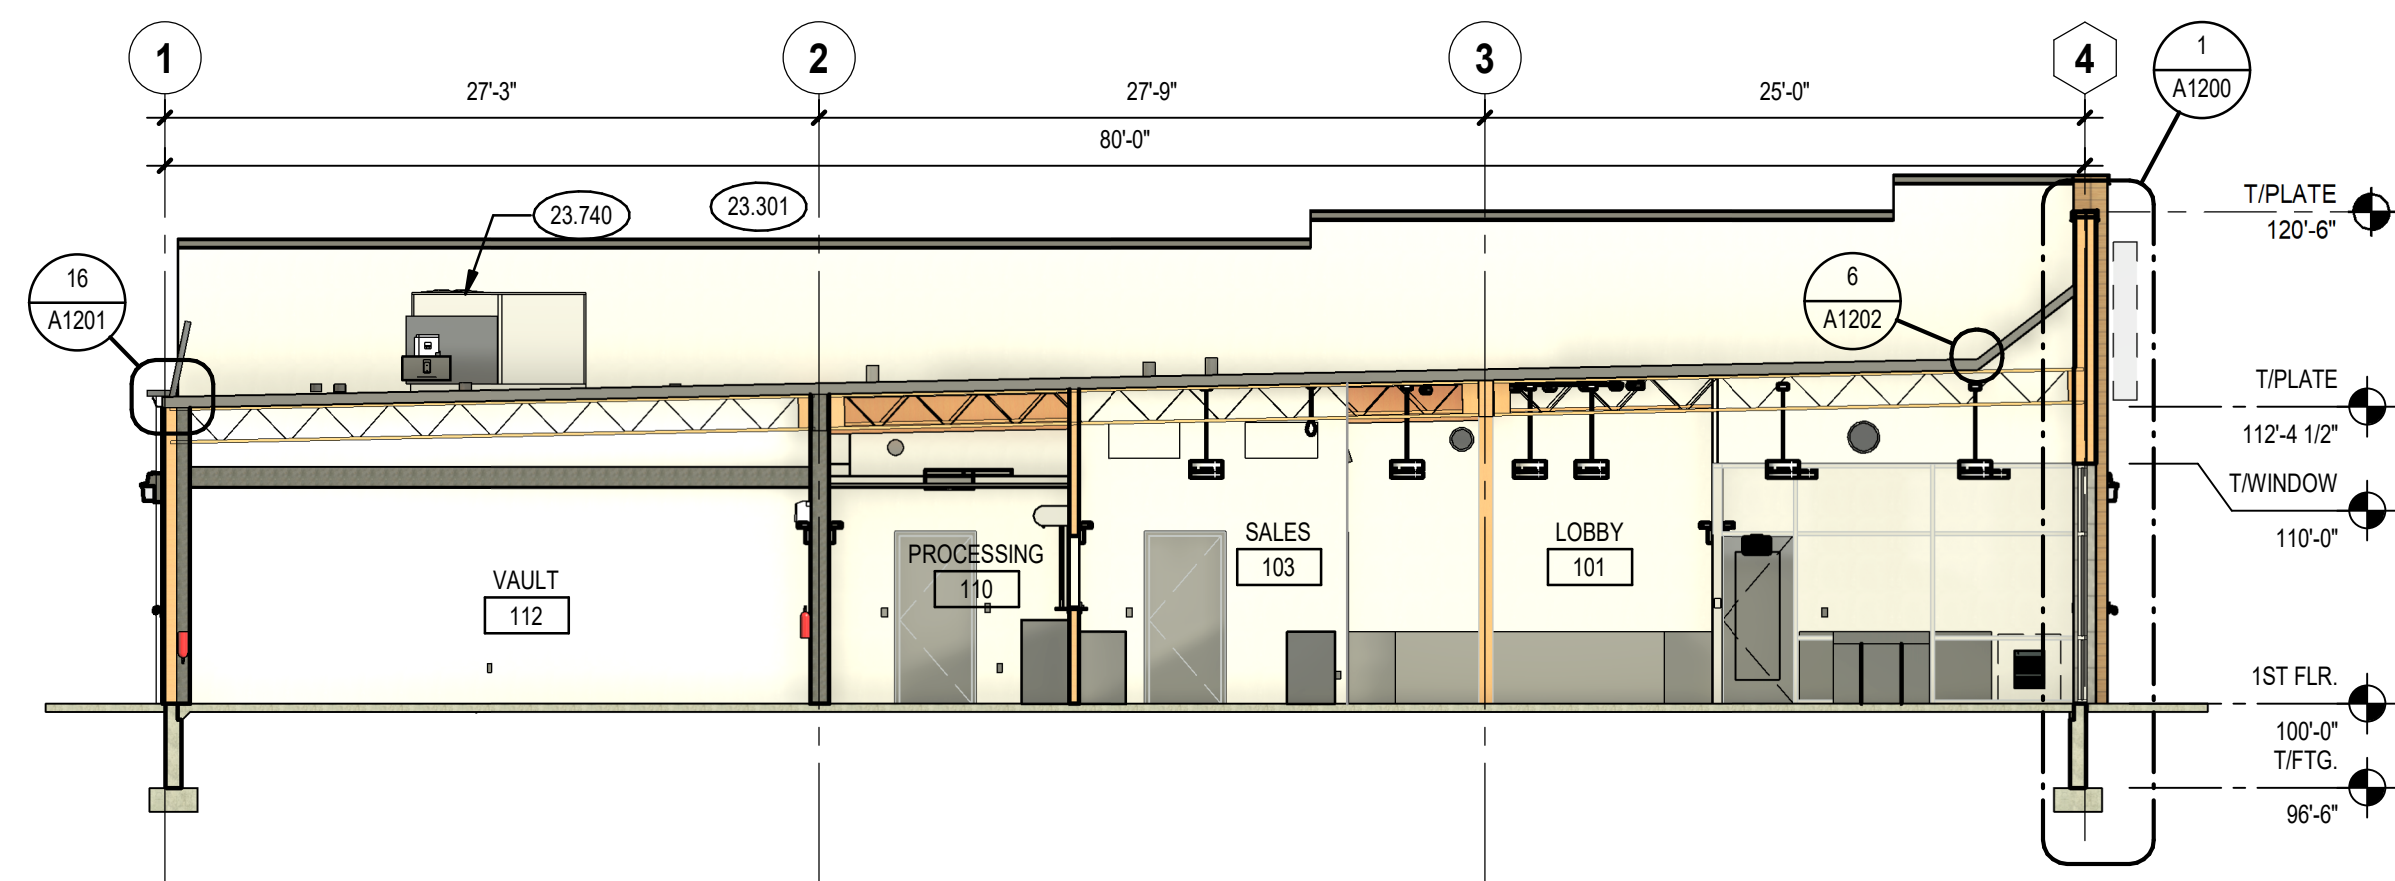 1
2
3
4
1
A1200
27'-3"
27'-9"
25'-0"
80'-0"
23.740
23.301
T/PLATE
120'-6"
16
A1201
6
A1202
T/PLATE
112'-4 1/2"
T/WINDOW
110'-0"
VAULT
112
PROCESSING
110
SALES
103
LOBBY
101
1ST FLR.
100'-0"
T/FTG.
96'-6"